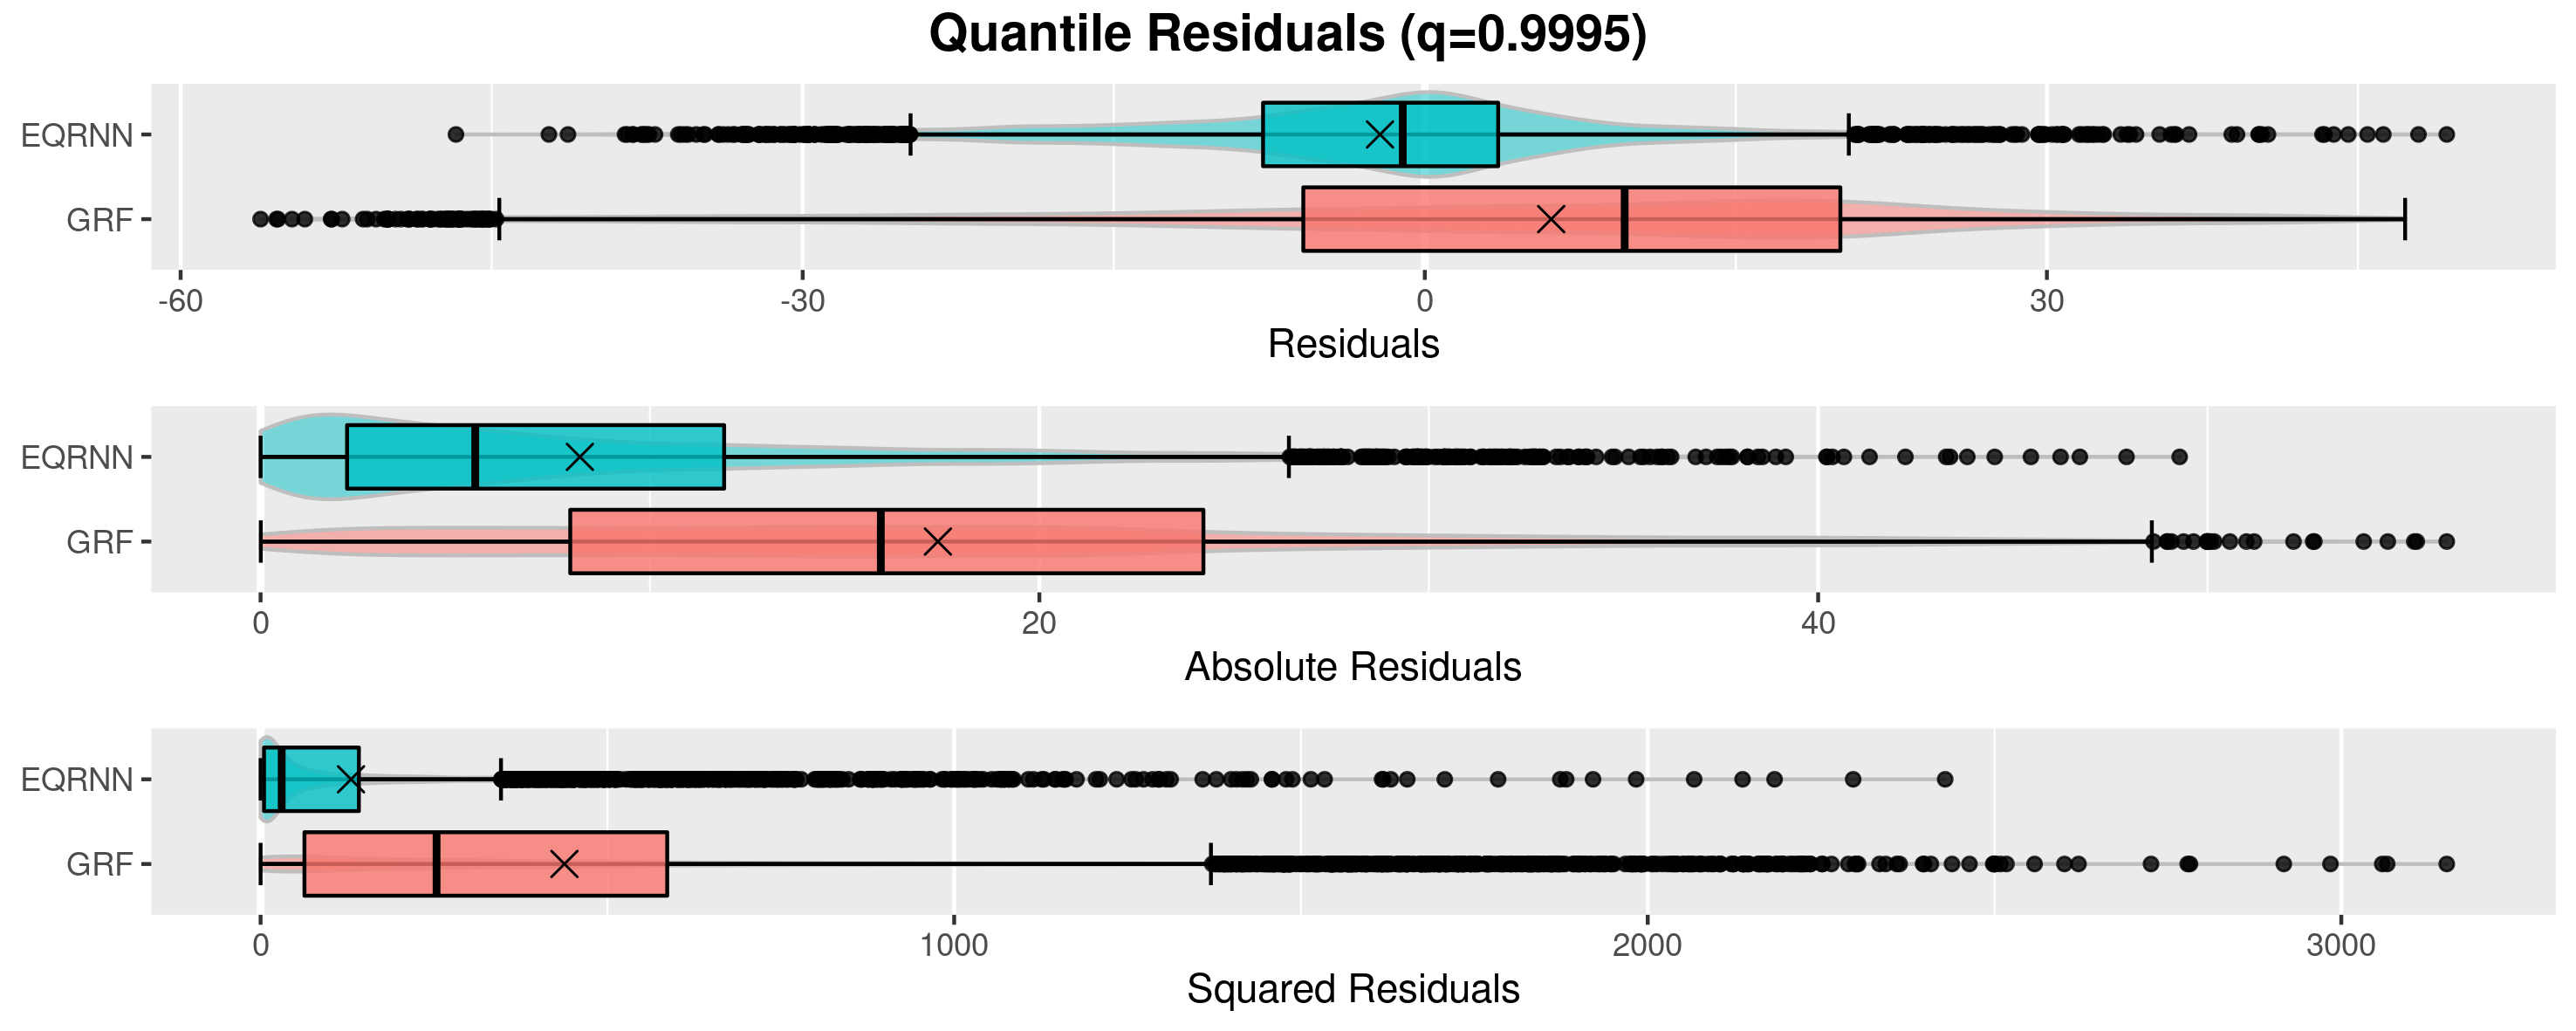 Quantile Residuals (q=0.9995)
EQRNN
GRF
-60 -30 0 30
Residuals
EQRNN
GRF
0 20 40
Absolute Residuals
EQRNN
GRF
0 1000 2000 3000
Squared Residuals